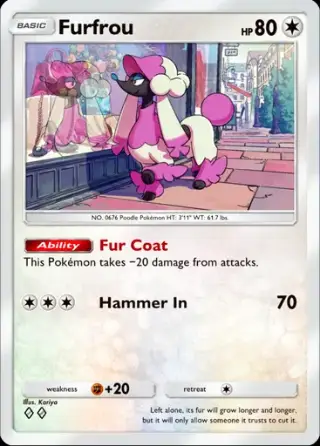 BASIC Furfrou HP 80
NO. 0676 Poodle Pokémon HT: 3'11" WT: 61.7 lbs.
Ability Fur Coat
This Pokémon takes −20 damage from attacks.
Hammer In 70
weakness +20 retreat
Illus. Kariya
Left alone, its fur will grow longer and longer,
but it will only allow someone it trusts to cut it.